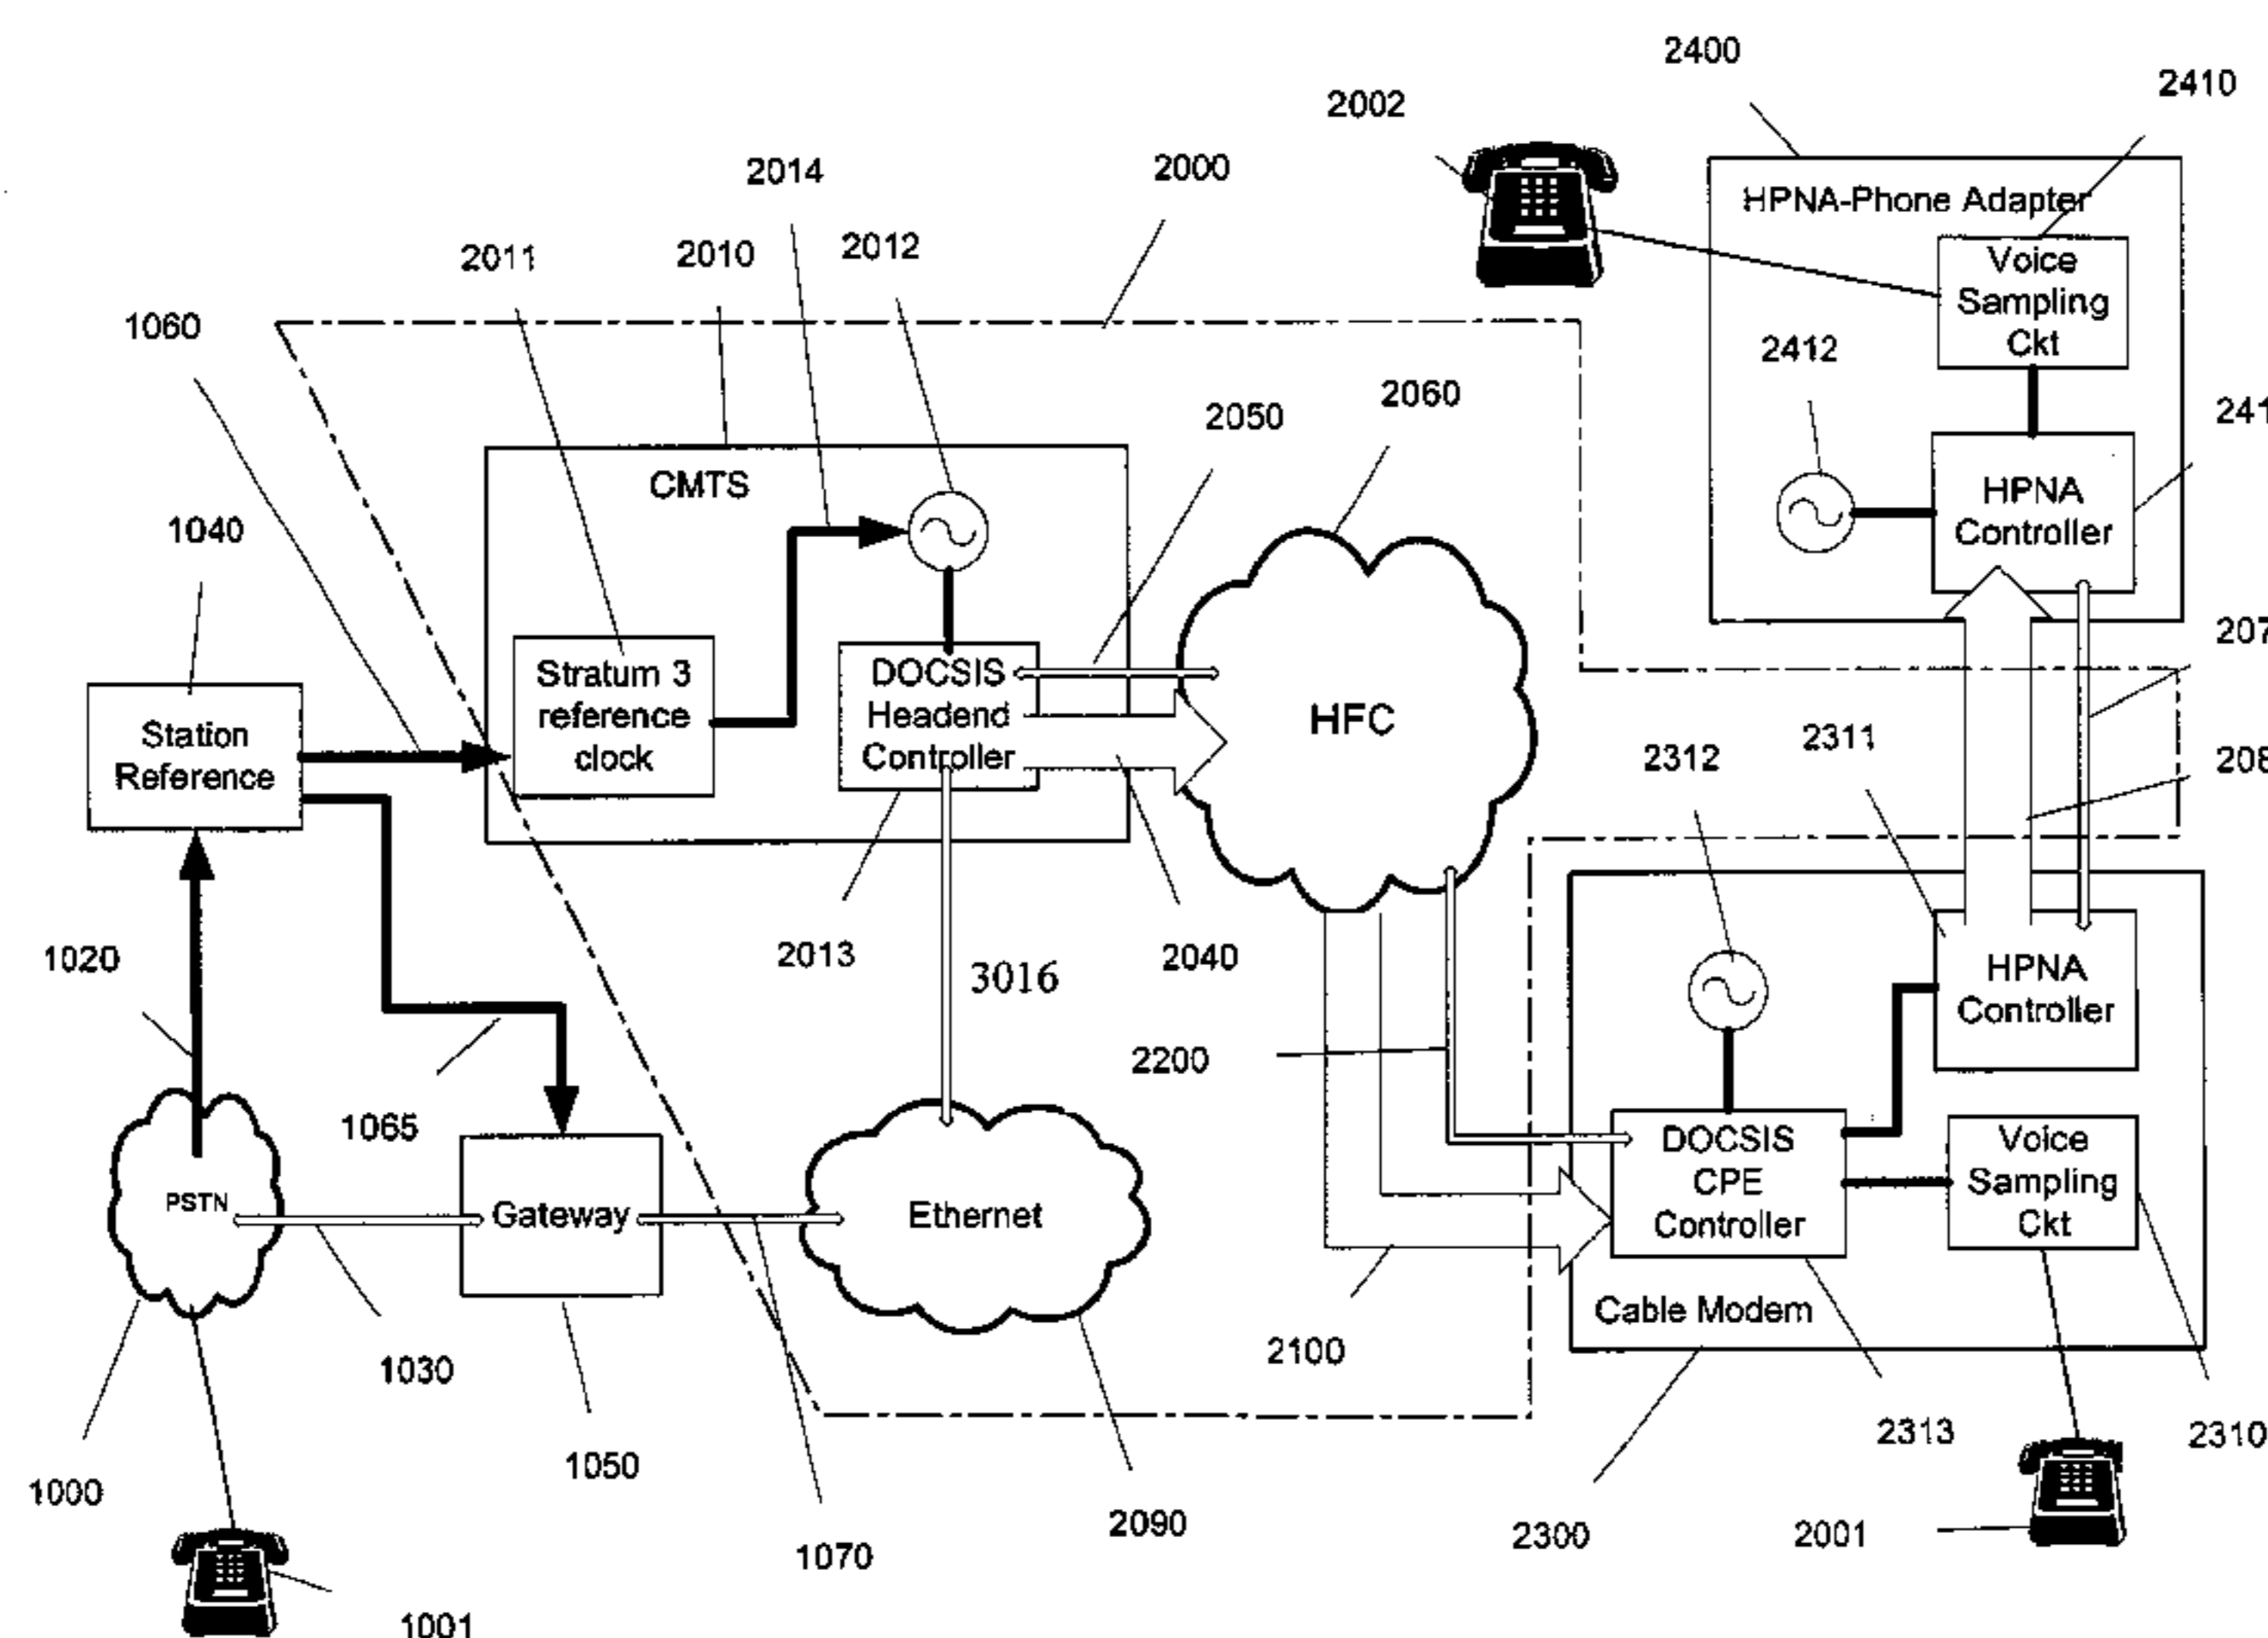 2400
2410
2002
2014
2000
HPNA-Phone Adapter
2011
2010
2012
Voice
Sampling
Ckt
1060
2412
2060
2050
241
CMTS
HPNA
Controller
1040
Stratum 3
reference
clock
DOCSIS
Headend
Controller
HFC
207
Station
Reference
2312
2311
208
1020
2013
3016
2040
HPNA
Controller
2200
1065
DOCSIS
CPE
Controller
Voice
Sampling
Ckt
PSTN
Gateway
Ethernet
Cable Modem
1030
2100
1050
2313
2310
1000
2090
2300
2001
1070
1001